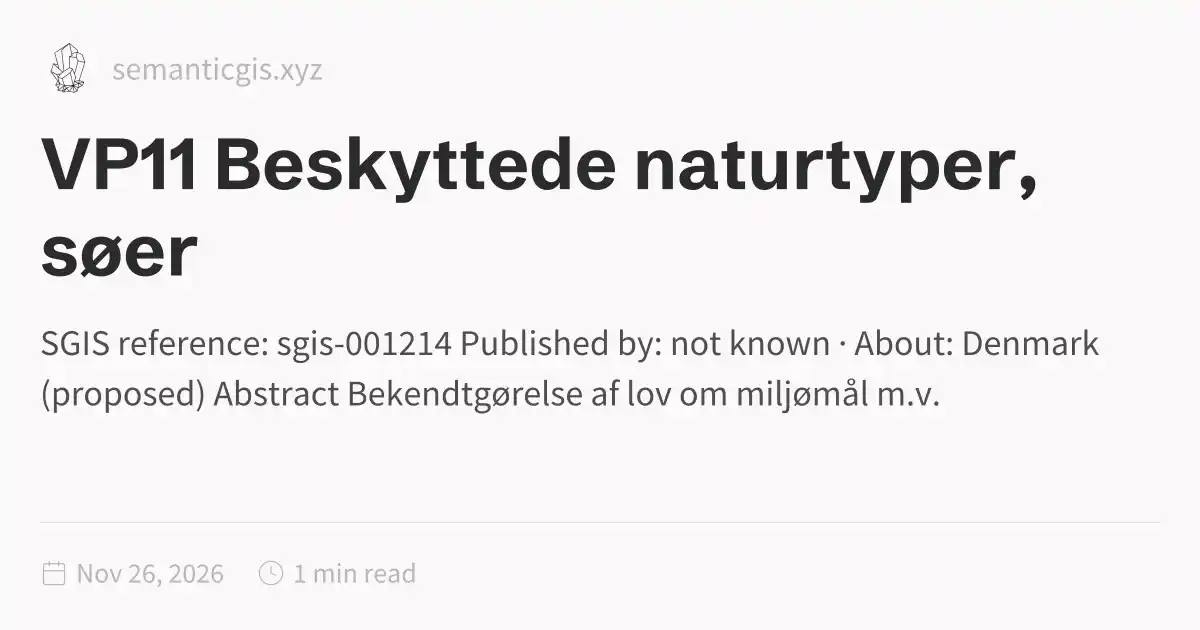 semanticgis.xyz
VP11 Beskyttede naturtyper,
søer
SGIS reference: sgis-001214 Published by: not known · About: Denmark
(proposed) Abstract Bekendtgørelse af lov om miljømål m.v.
Nov 26, 2026 1 min read